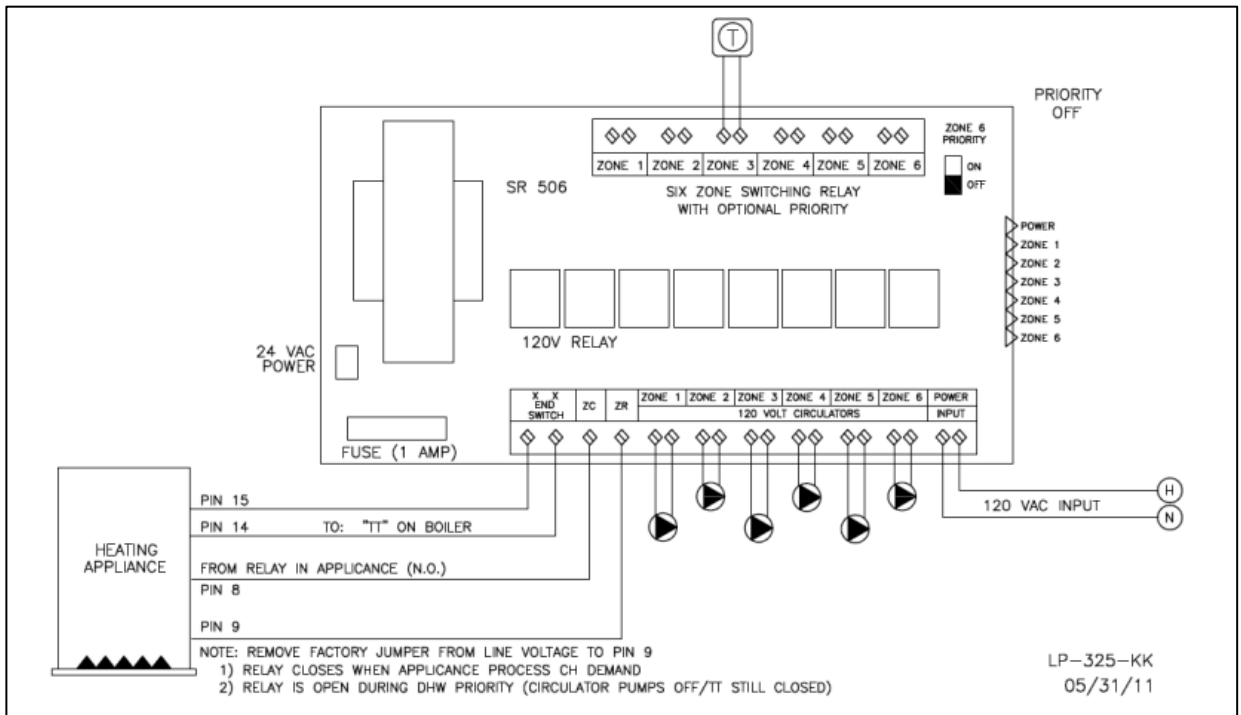 T
PRIORITY
OFF
ZONE 6
PRIORITY
ON
OFF
ZONE 1 ZONE 2 ZONE 3 ZONE 4 ZONE 5 ZONE 6
SR 506
SIX ZONE SWITCHING RELAY
WITH OPTIONAL PRIORITY
POWER
ZONE 1
ZONE 2
ZONE 3
ZONE 4
ZONE 5
ZONE 6
120V RELAY
24 VAC
POWER
X X
END
SWITCH
ZC
ZR
ZONE 1 ZONE 2 ZONE 3 ZONE 4 ZONE 5 ZONE 6
120 VOLT CIRCULATORS
POWER
INPUT
FUSE (1 AMP)
PIN 15
PIN 14 TO: "TT" ON BOILER
HEATING
APPLIANCE
FROM RELAY IN APPLICANCE (N.O.)
PIN 8
PIN 9
120 VAC INPUT
H
N
NOTE: REMOVE FACTORY JUMPER FROM LINE VOLTAGE TO PIN 9
1) RELAY CLOSES WHEN APPLICANCE PROCESS CH DEMAND
2) RELAY IS OPEN DURING DHW PRIORITY (CIRCULATOR PUMPS OFF/TT STILL CLOSED)
LP-325-KK
05/31/11